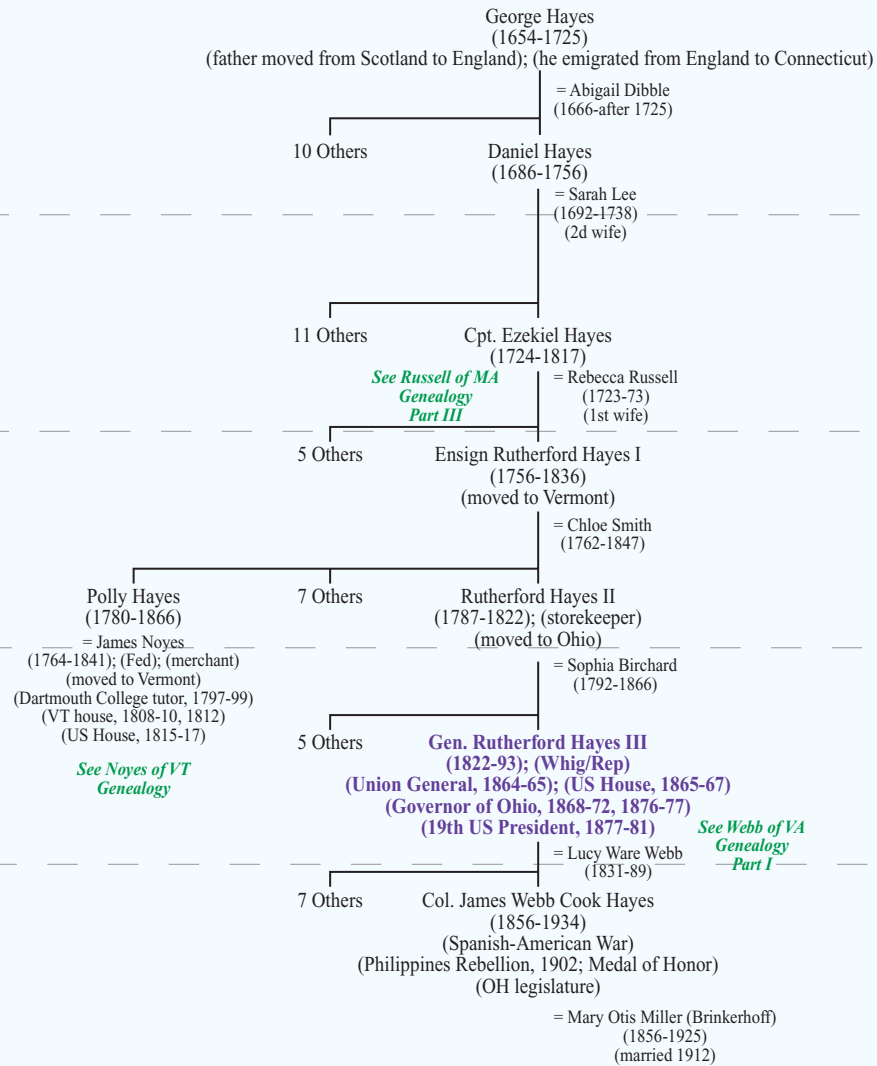 George Hayes
(1654-1725)
(father moved from Scotland to England); (he emigrated from England to Connecticut)
= Abigail Dibble
(1666-after 1725)
10 Others
Daniel Hayes
(1686-1756)
= Sarah Lee
(1692-1738)
(2d wife)
11 Others
Cpt. Ezekiel Hayes
(1724-1817)
See Russell of MA
Genealogy
Part III
= Rebecca Russell
(1723-73)
(1st wife)
5 Others
Ensign Rutherford Hayes I
(1756-1836)
(moved to Vermont)
= Chloe Smith
(1762-1847)
Polly Hayes
(1780-1866)
= James Noyes
(1764-1841); (Fed); (merchant)
(moved to Vermont)
(Dartmouth College tutor, 1797-99)
(VT house, 1808-10, 1812)
(US House, 1815-17)
See Noyes of VT
Genealogy
7 Others
Rutherford Hayes II
(1787-1822); (storekeeper)
(moved to Ohio)
= Sophia Birchard
(1792-1866)
5 Others
Gen. Rutherford Hayes III
(1822-93); (Whig/Rep)
(Union General, 1864-65); (US House, 1865-67)
(Governor of Ohio, 1868-72, 1876-77)
(19th US President, 1877-81)
See Webb of VA
Genealogy
Part I
= Lucy Ware Webb
(1831-89)
7 Others
Col. James Webb Cook Hayes
(1856-1934)
(Spanish-American War)
(Philippines Rebellion, 1902; Medal of Honor)
(OH legislature)
= Mary Otis Miller (Brinkerhoff)
(1856-1925)
(married 1912)